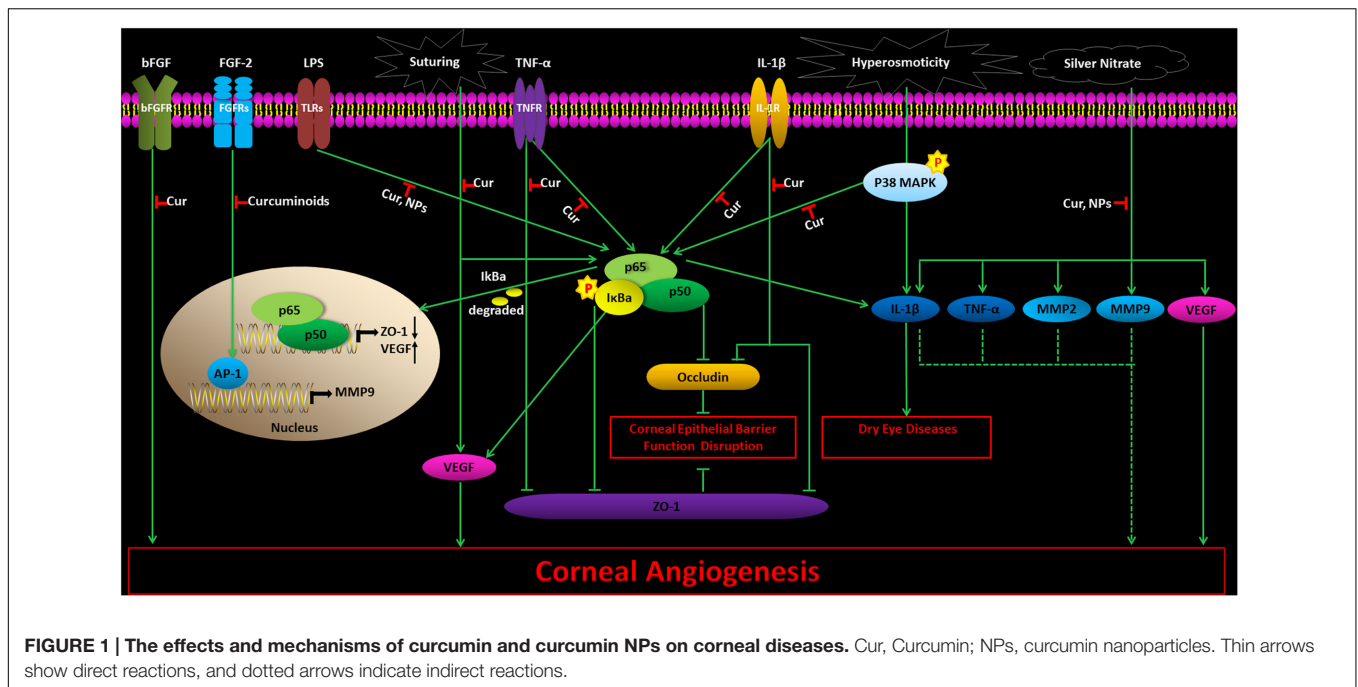 bFGF
FGF-2
LPS
Suturing
TNF-α
IL-1β
Hyperosmoticity
Silver Nitrate
bFGFR
FGFRs
TLRs
TNFR
IL-1R
P
P38 MAPK
Cur
Curcuminoids
Cur, NPs
Cur
Cur
Cur
Cur
Cur
Cur
Cur, NPs
p65
p50
IκBa
P
IkBa
degraded
p65
p50
ZO-1
VEGF
AP-1
MMP9
Nucleus
IL-1β
TNF-α
MMP2
MMP9
VEGF
Occludin
Corneal Epithelial Barrier
Function Disruption
Dry Eye Diseases
VEGF
ZO-1
Corneal Angiogenesis
FIGURE 1 | The effects and mechanisms of curcumin and curcumin NPs on corneal diseases. Cur, Curcumin; NPs, curcumin nanoparticles. Thin arrows
show direct reactions, and dotted arrows indicate indirect reactions.